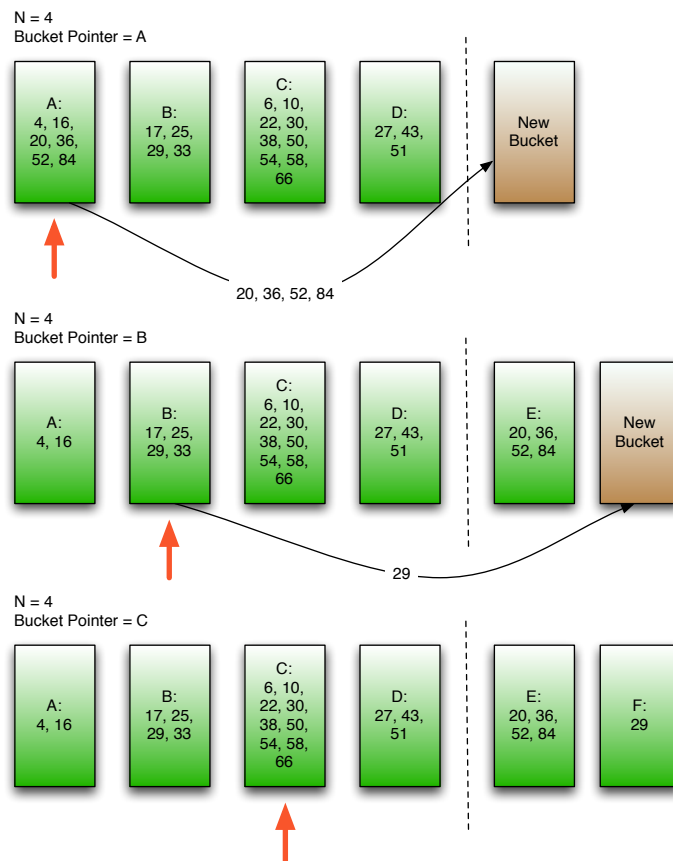 N = 4
Bucket Pointer = A
A:
4, 16,
20, 36,
52, 84
B:
17, 25,
29, 33
C:
6, 10,
22, 30,
38, 50,
54, 58,
66
D:
27, 43,
51
New
Bucket
20, 36, 52, 84
N = 4
Bucket Pointer = B
A:
4, 16
B:
17, 25,
29, 33
C:
6, 10,
22, 30,
38, 50,
54, 58,
66
D:
27, 43,
51
E:
20, 36,
52, 84
New
Bucket
29
N = 4
Bucket Pointer = C
A:
4, 16
B:
17, 25,
29, 33
C:
6, 10,
22, 30,
38, 50,
54, 58,
66
D:
27, 43,
51
E:
20, 36,
52, 84
F:
29